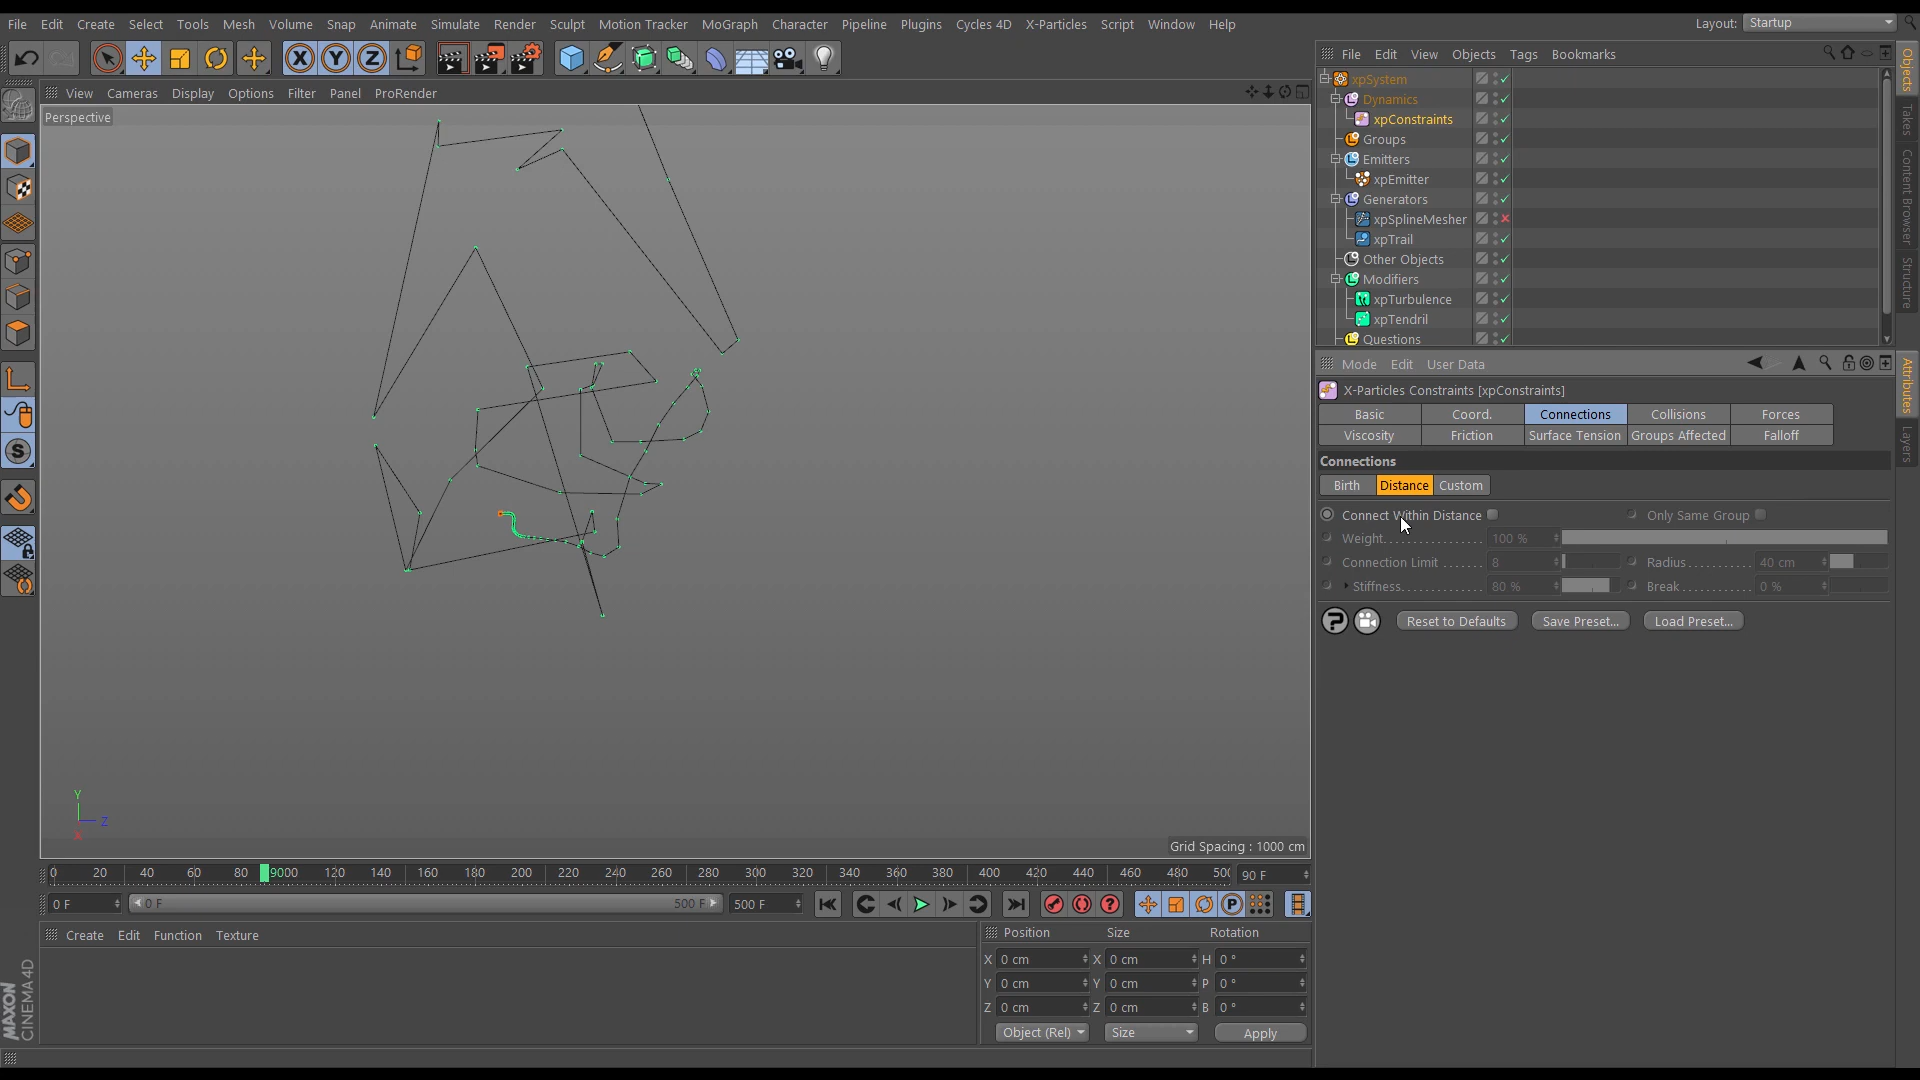 File Edit Create Select Tools Mesh Volume Snap Animate Simulate Render Sculpt Motion Tracker MoGraph Character Pipeline Plugins Cycles 4D X-Particles Script Window Help
Layout: Startup
X Y Z
File Edit View Objects Tags Bookmarks
View Cameras Display Options Filter Panel ProRender
Perspective
xpSystem
Dynamics
xpConstraints
Groups
Emitters
xpEmitter
Generators
xpSplineMesher
xpTrail
Other Objects
Modifiers
xpTurbulence
xpTendril
Questions
Objects
Takes
Content Browser
Structure
Mode Edit User Data
X-Particles Constraints [xpConstraints]
Basic Coord. Connections Collisions Forces
Viscosity Friction Surface Tension Groups Affected Falloff
Connections
Birth Distance Custom
Connect Within Distance Only Same Group
Weight 100 %
Connection Limit 8 Radius 40 cm
Stiffness 80 % Break 0 %
Reset to Defaults Save Preset... Load Preset...
Attributes
Layers
Y
Z
X
Grid Spacing : 1000 cm
0 20 40 60 80 9000 120 140 160 180 200 220 240 260 280 300 320 340 360 380 400 420 440 460 480 500 90 F
0 F 0 F 500 F 500 F
Create Edit Function Texture
Position Size Rotation
X 0 cm X 0 cm H 0 °
Y 0 cm Y 0 cm P 0 °
Z 0 cm Z 0 cm B 0 °
Object (Rel) Size Apply
MAXON
CINEMA 4D